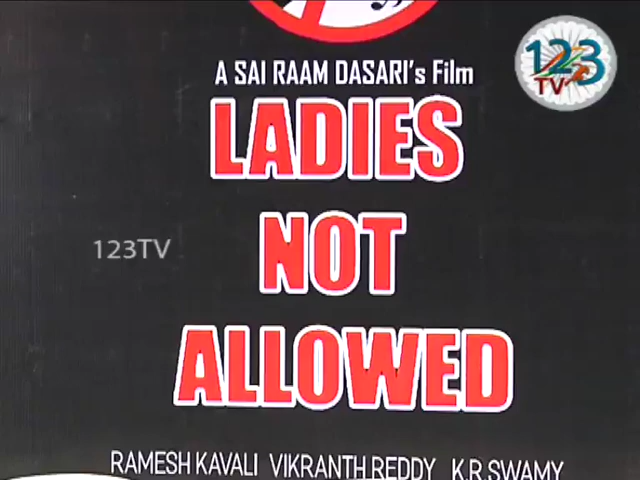 A SAI RAAM DASARI's Film
LADIES
NOT
ALLOWED
RAMESH KAVALI VIKRANTH REDDY K.R.SWAMY
123TV
123
TV